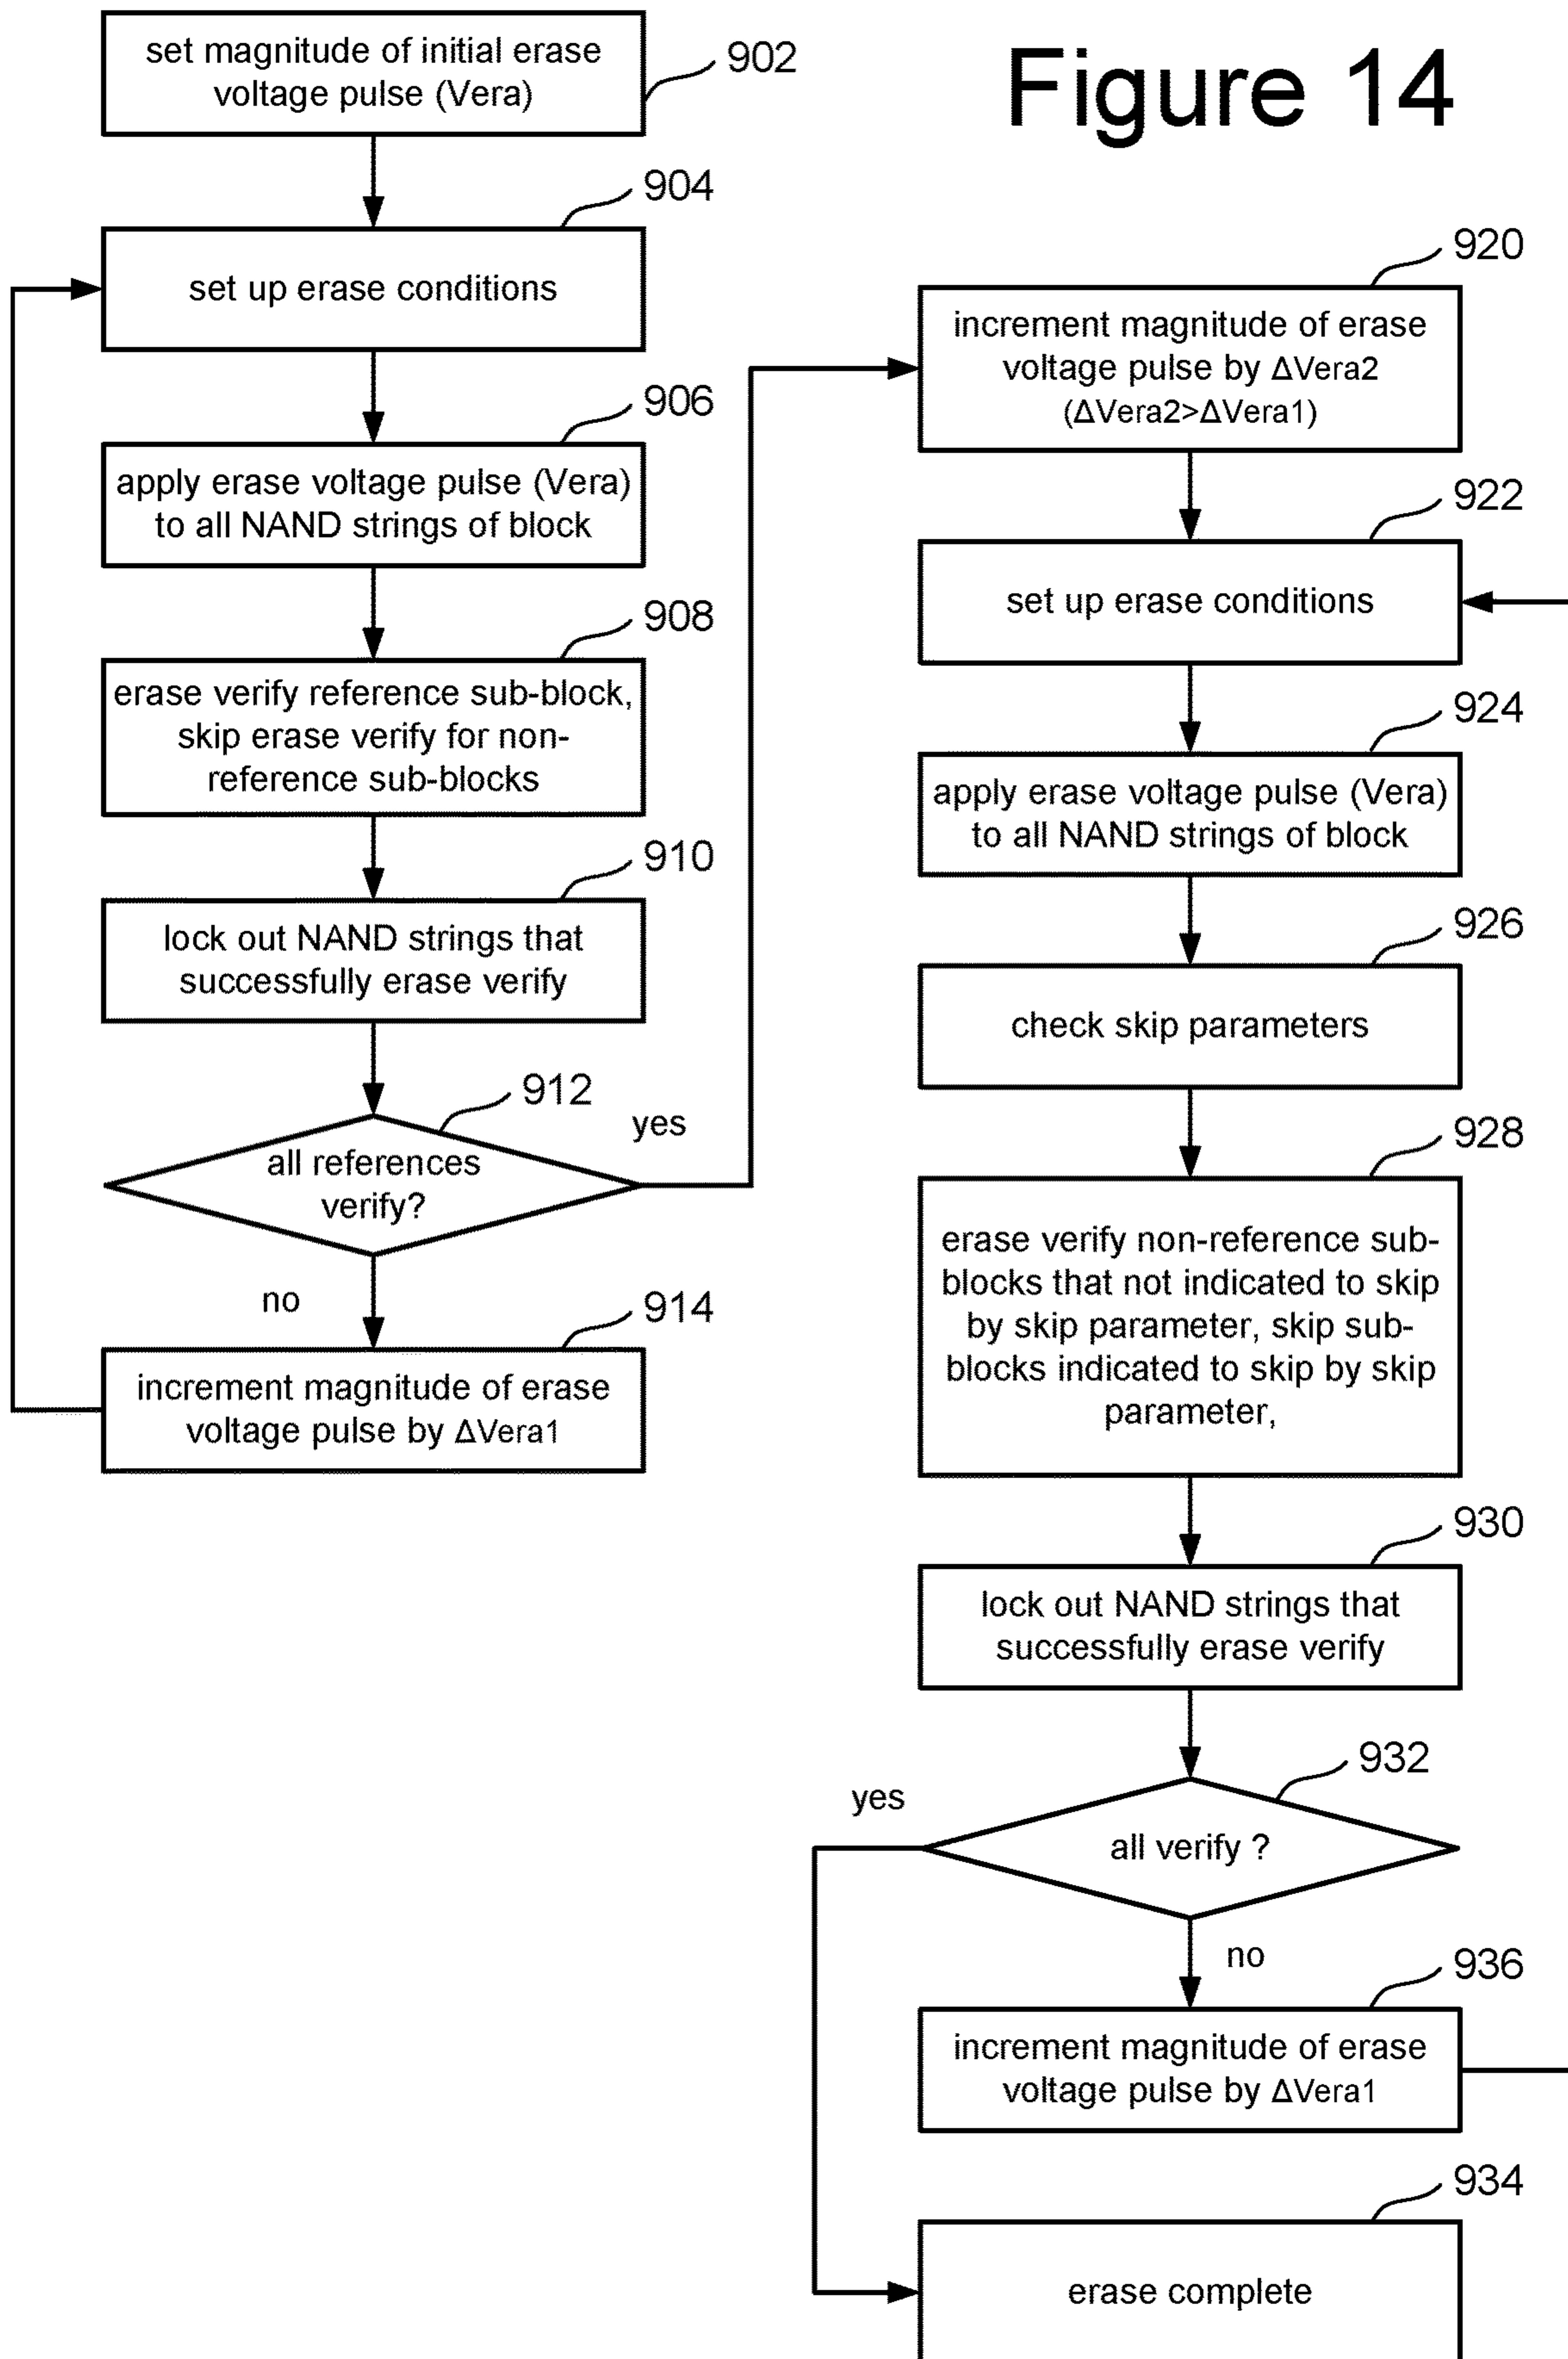 Figure 14
set magnitude of initial erase
voltage pulse (Vera)
902
904
set up erase conditions
906
apply erase voltage pulse (Vera)
to all NAND strings of block
908
erase verify reference sub-block,
skip erase verify for non-
reference sub-blocks
910
lock out NAND strings that
successfully erase verify
912
all references
verify?
yes
no
914
increment magnitude of erase
voltage pulse by ΔVera1
920
increment magnitude of erase
voltage pulse by ΔVera2
(ΔVera2>ΔVera1)
922
set up erase conditions
924
apply erase voltage pulse (Vera)
to all NAND strings of block
926
check skip parameters
928
erase verify non-reference sub-
blocks that not indicated to skip
by skip parameter, skip sub-
blocks indicated to skip by skip
parameter,
930
lock out NAND strings that
successfully erase verify
932
yes
all verify ?
no
936
increment magnitude of erase
voltage pulse by ΔVera1
934
erase complete